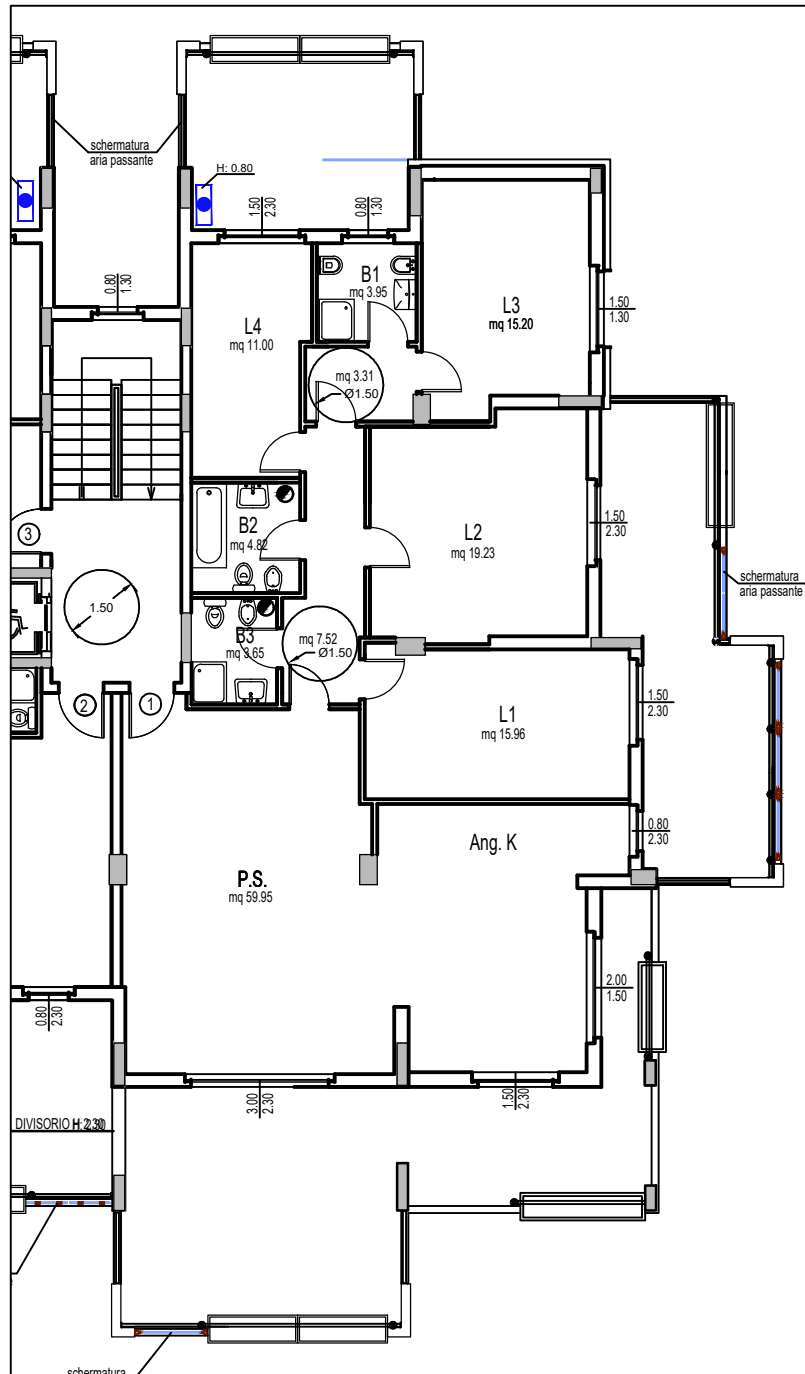 schermatura
aria passante
H: 0.80
1.50
2.30
0.80
1.30
B1
mq 3.95
L3
mq 15.20
0.80
1.30
1.50
1.30
L4
mq 11.00
mq 3.31
Ø1.50
L2
mq 19.23
1.50
2.30
B2
mq 4.82
3
schermatura
aria passante
1.50
B3
mq 3.65
mq 7.52
Ø1.50
2
1
L1
mq 15.96
1.50
2.30
0.80
2.30
Ang. K
P.S.
mq 59.95
2.00
1.50
0.80
2.30
3.00
2.30
1.50
2.30
DIVISORIO H:
schermatura